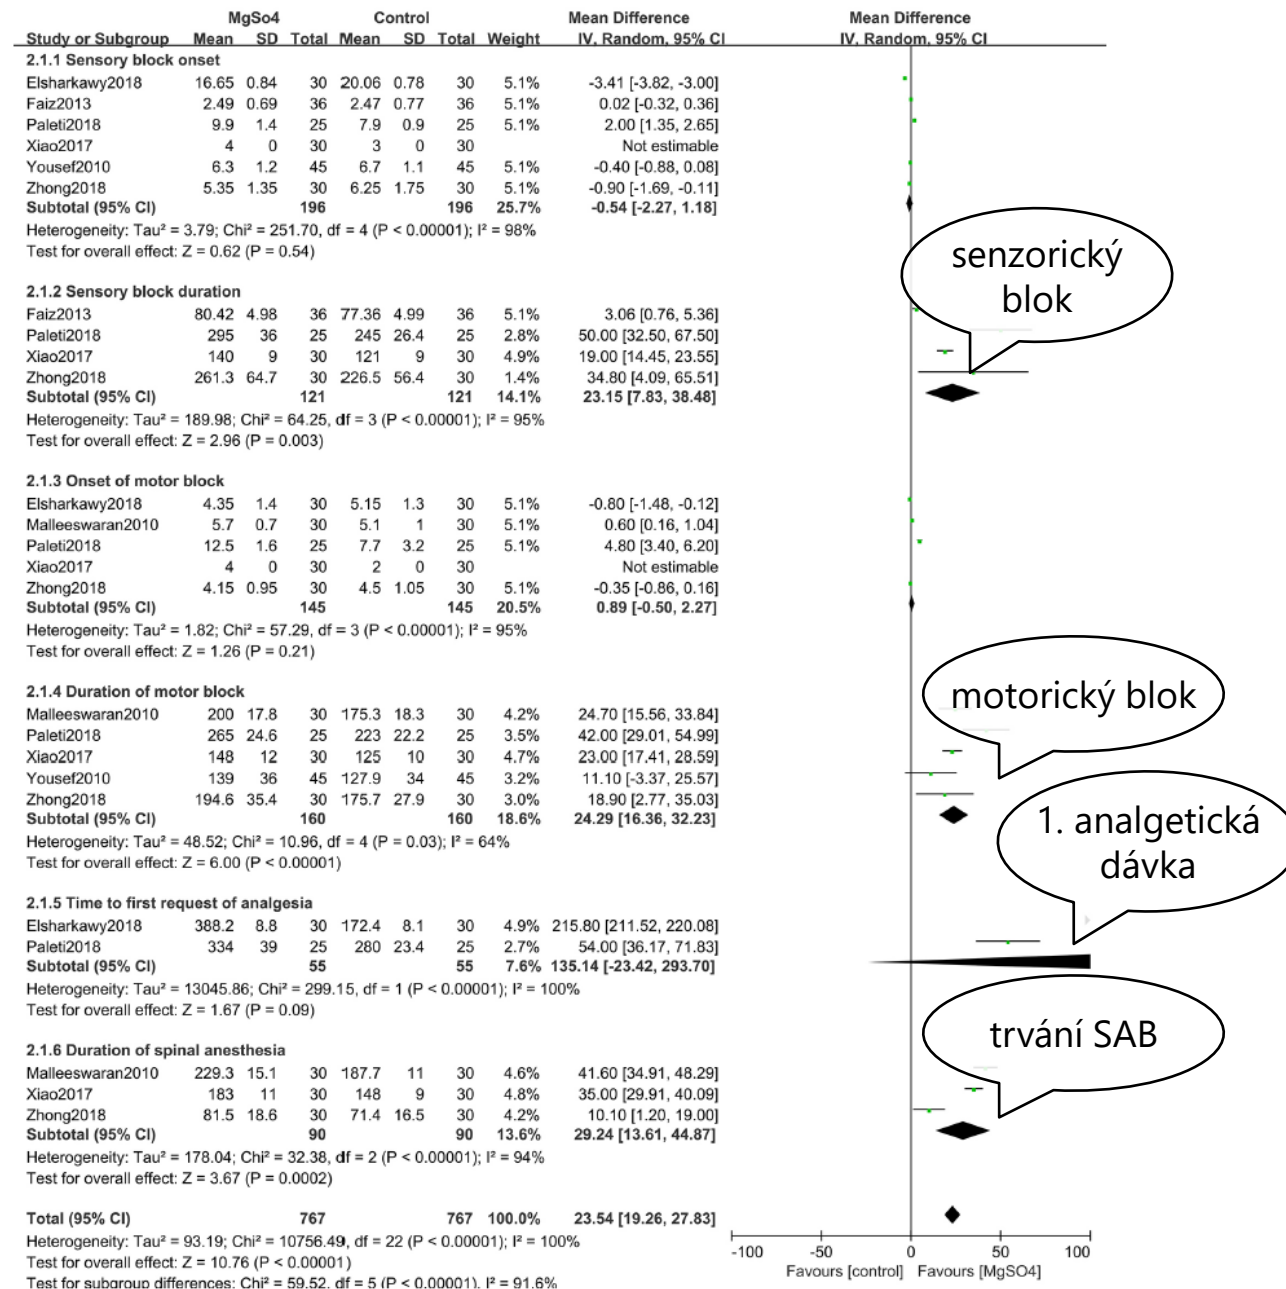 MgSo4 Control Mean Difference Mean Difference
Study or Subgroup Mean SD Total Mean SD Total Weight IV, Random, 95% CI IV, Random, 95% CI
2.1.1 Sensory block onset
Elsharkawy2018 16.65 0.84 30 20.06 0.78 30 5.1% -3.41 [-3.82, -3.00]
Faiz2013 2.49 0.69 36 2.47 0.77 36 5.1% 0.02 [-0.32, 0.36]
Paleti2018 9.9 1.4 25 7.9 0.9 25 5.1% 2.00 [1.35, 2.65]
Xiao2017 4 0 30 3 0 30 Not estimable
Yousef2010 6.3 1.2 45 6.7 1.1 45 5.1% -0.40 [-0.88, 0.08]
Zhong2018 5.35 1.35 30 6.25 1.75 30 5.1% -0.90 [-1.69, -0.11]
Subtotal (95% CI) 196 196 25.7% -0.54 [-2.27, 1.18]
Heterogeneity: Tau² = 3.79; Chi² = 251.70, df = 4 (P < 0.00001); I² = 98%
Test for overall effect: Z = 0.62 (P = 0.54)
senzorický
blok
2.1.2 Sensory block duration
Faiz2013 80.42 4.98 36 77.36 4.99 36 5.1% 3.06 [0.76, 5.36]
Paleti2018 295 36 25 245 26.4 25 2.8% 50.00 [32.50, 67.50]
Xiao2017 140 9 30 121 9 30 4.9% 19.00 [14.45, 23.55]
Zhong2018 261.3 64.7 30 226.5 56.4 30 1.4% 34.80 [4.09, 65.51]
Subtotal (95% CI) 121 121 14.1% 23.15 [7.83, 38.48]
Heterogeneity: Tau² = 189.98; Chi² = 64.25, df = 3 (P < 0.00001); I² = 95%
Test for overall effect: Z = 2.96 (P = 0.003)
2.1.3 Onset of motor block
Elsharkawy2018 4.35 1.4 30 5.15 1.3 30 5.1% -0.80 [-1.48, -0.12]
Malleeswaran2010 5.7 0.7 30 5.1 1 30 5.1% 0.60 [0.16, 1.04]
Paleti2018 12.5 1.6 25 7.7 3.2 25 5.1% 4.80 [3.40, 6.20]
Xiao2017 4 0 30 2 0 30 Not estimable
Zhong2018 4.15 0.95 30 4.5 1.05 30 5.1% -0.35 [-0.86, 0.16]
Subtotal (95% CI) 145 145 20.5% 0.89 [-0.50, 2.27]
Heterogeneity: Tau² = 1.82; Chi² = 57.29, df = 3 (P < 0.00001); I² = 95%
Test for overall effect: Z = 1.26 (P = 0.21)
2.1.4 Duration of motor block
motorický blok
Malleeswaran2010 200 17.8 30 175.3 18.3 30 4.2% 24.70 [15.56, 33.84]
Paleti2018 265 24.6 25 223 22.2 25 3.5% 42.00 [29.01, 54.99]
Xiao2017 148 12 30 125 10 30 4.7% 23.00 [17.41, 28.59]
Yousef2010 139 36 45 127.9 34 45 3.2% 11.10 [-3.37, 25.57]
Zhong2018 194.6 35.4 30 175.7 27.9 30 3.0% 18.90 [2.77, 35.03]
Subtotal (95% CI) 160 160 18.6% 24.29 [16.36, 32.23]
Heterogeneity: Tau² = 48.52; Chi² = 10.96, df = 4 (P = 0.03); I² = 64%
Test for overall effect: Z = 6.00 (P < 0.00001)
1. analgetická
dávka
2.1.5 Time to first request of analgesia
Elsharkawy2018 388.2 8.8 30 172.4 8.1 30 4.9% 215.80 [211.52, 220.08]
Paleti2018 334 39 25 280 23.4 25 2.7% 54.00 [36.17, 71.83]
Subtotal (95% CI) 55 55 7.6% 135.14 [-23.42, 293.70]
Heterogeneity: Tau² = 13045.86; Chi² = 299.15, df = 1 (P < 0.00001); I² = 100%
Test for overall effect: Z = 1.67 (P = 0.09)
trvání SAB
2.1.6 Duration of spinal anesthesia
Malleeswaran2010 229.3 15.1 30 187.7 11 30 4.6% 41.60 [34.91, 48.29]
Xiao2017 183 11 30 148 9 30 4.8% 35.00 [29.91, 40.09]
Zhong2018 81.5 18.6 30 71.4 16.5 30 4.2% 10.10 [1.20, 19.00]
Subtotal (95% CI) 90 90 13.6% 29.24 [13.61, 44.87]
Heterogeneity: Tau² = 178.04; Chi² = 32.38, df = 2 (P < 0.00001); I² = 94%
Test for overall effect: Z = 3.67 (P = 0.0002)
Total (95% CI) 767 767 100.0% 23.54 [19.26, 27.83]
Heterogeneity: Tau² = 93.19; Chi² = 10756.49, df = 22 (P < 0.00001); I² = 100%
Test for overall effect: Z = 10.76 (P < 0.00001)
Test for subgroup differences: Chi² = 59.52, df = 5 (P < 0.00001), I² = 91.6%
-100 -50 0 50 100
Favours [control] Favours [MgSO4]